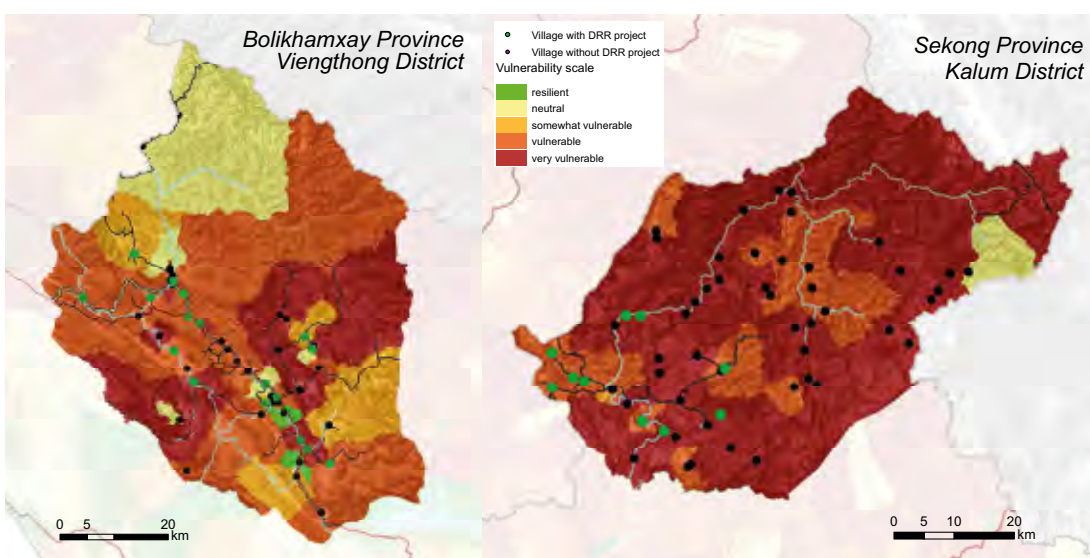 Bolikhamxay Province
Viengthong District
Village with DRR project
Village without DRR project
Vulnerability scale
resilient
neutral
somewhat vulnerable
vulnerable
very vulnerable
Sekong Province
Kalum District
0 5 20
km
0 5 10 20
km